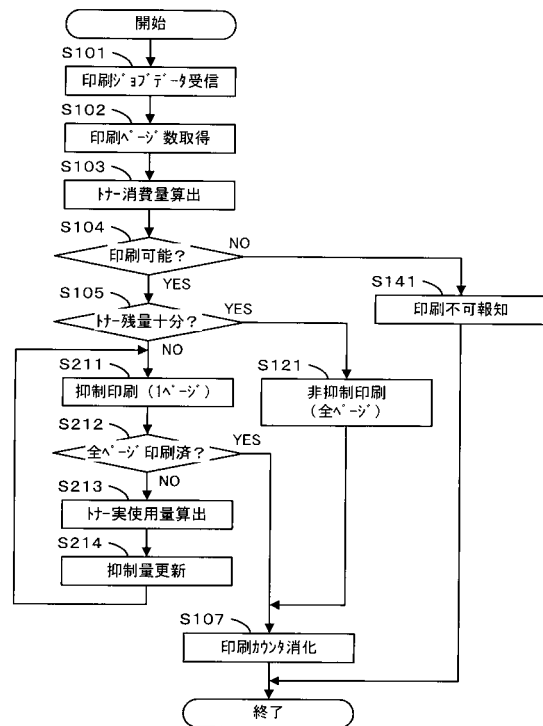 開始
S101
印刷ｼﾞｮﾌﾞﾃﾞｰﾀ受信
S102
印刷ﾍﾟｰｼﾞ数取得
S103
ﾄﾅｰ消費量算出
S104
印刷可能？
NO
YES
S141
印刷不可報知
S105
ﾄﾅｰ残量十分？
YES
NO
S211
抑制印刷（1ﾍﾟｰｼﾞ）
S121
非抑制印刷
（全ﾍﾟｰｼﾞ）
S212
全ﾍﾟｰｼﾞ印刷済？
YES
NO
S213
ﾄﾅｰ実使用量算出
S214
抑制量更新
S107
印刷ｶｳﾝﾀ消化
終了